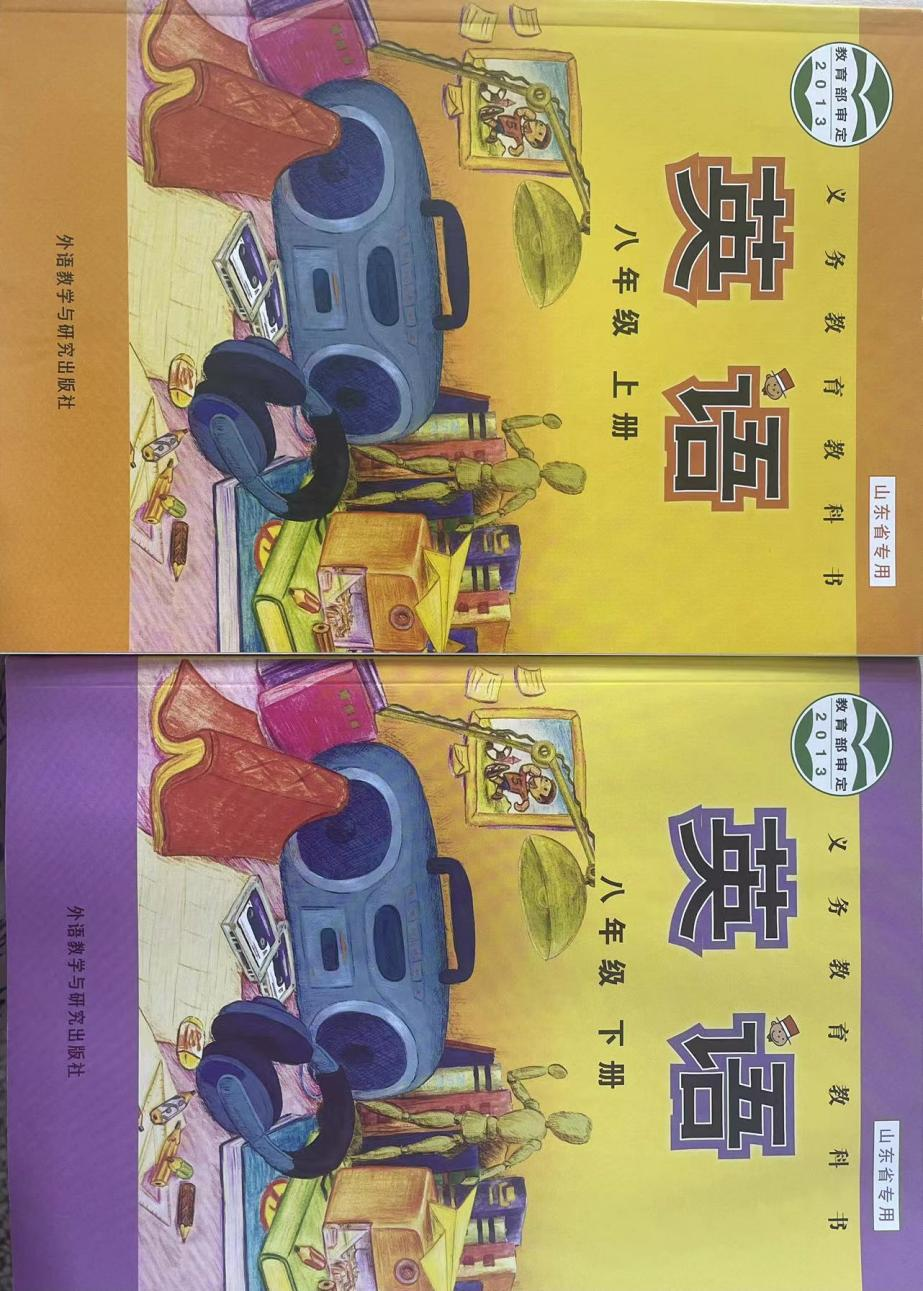 教育部审定
2013
义务教育教科书
山东省专用
英语
八年级 上册
外语教学与研究出版社
教育部审定
2013
义务教育教科书
山东省专用
英语
八年级 下册
外语教学与研究出版社